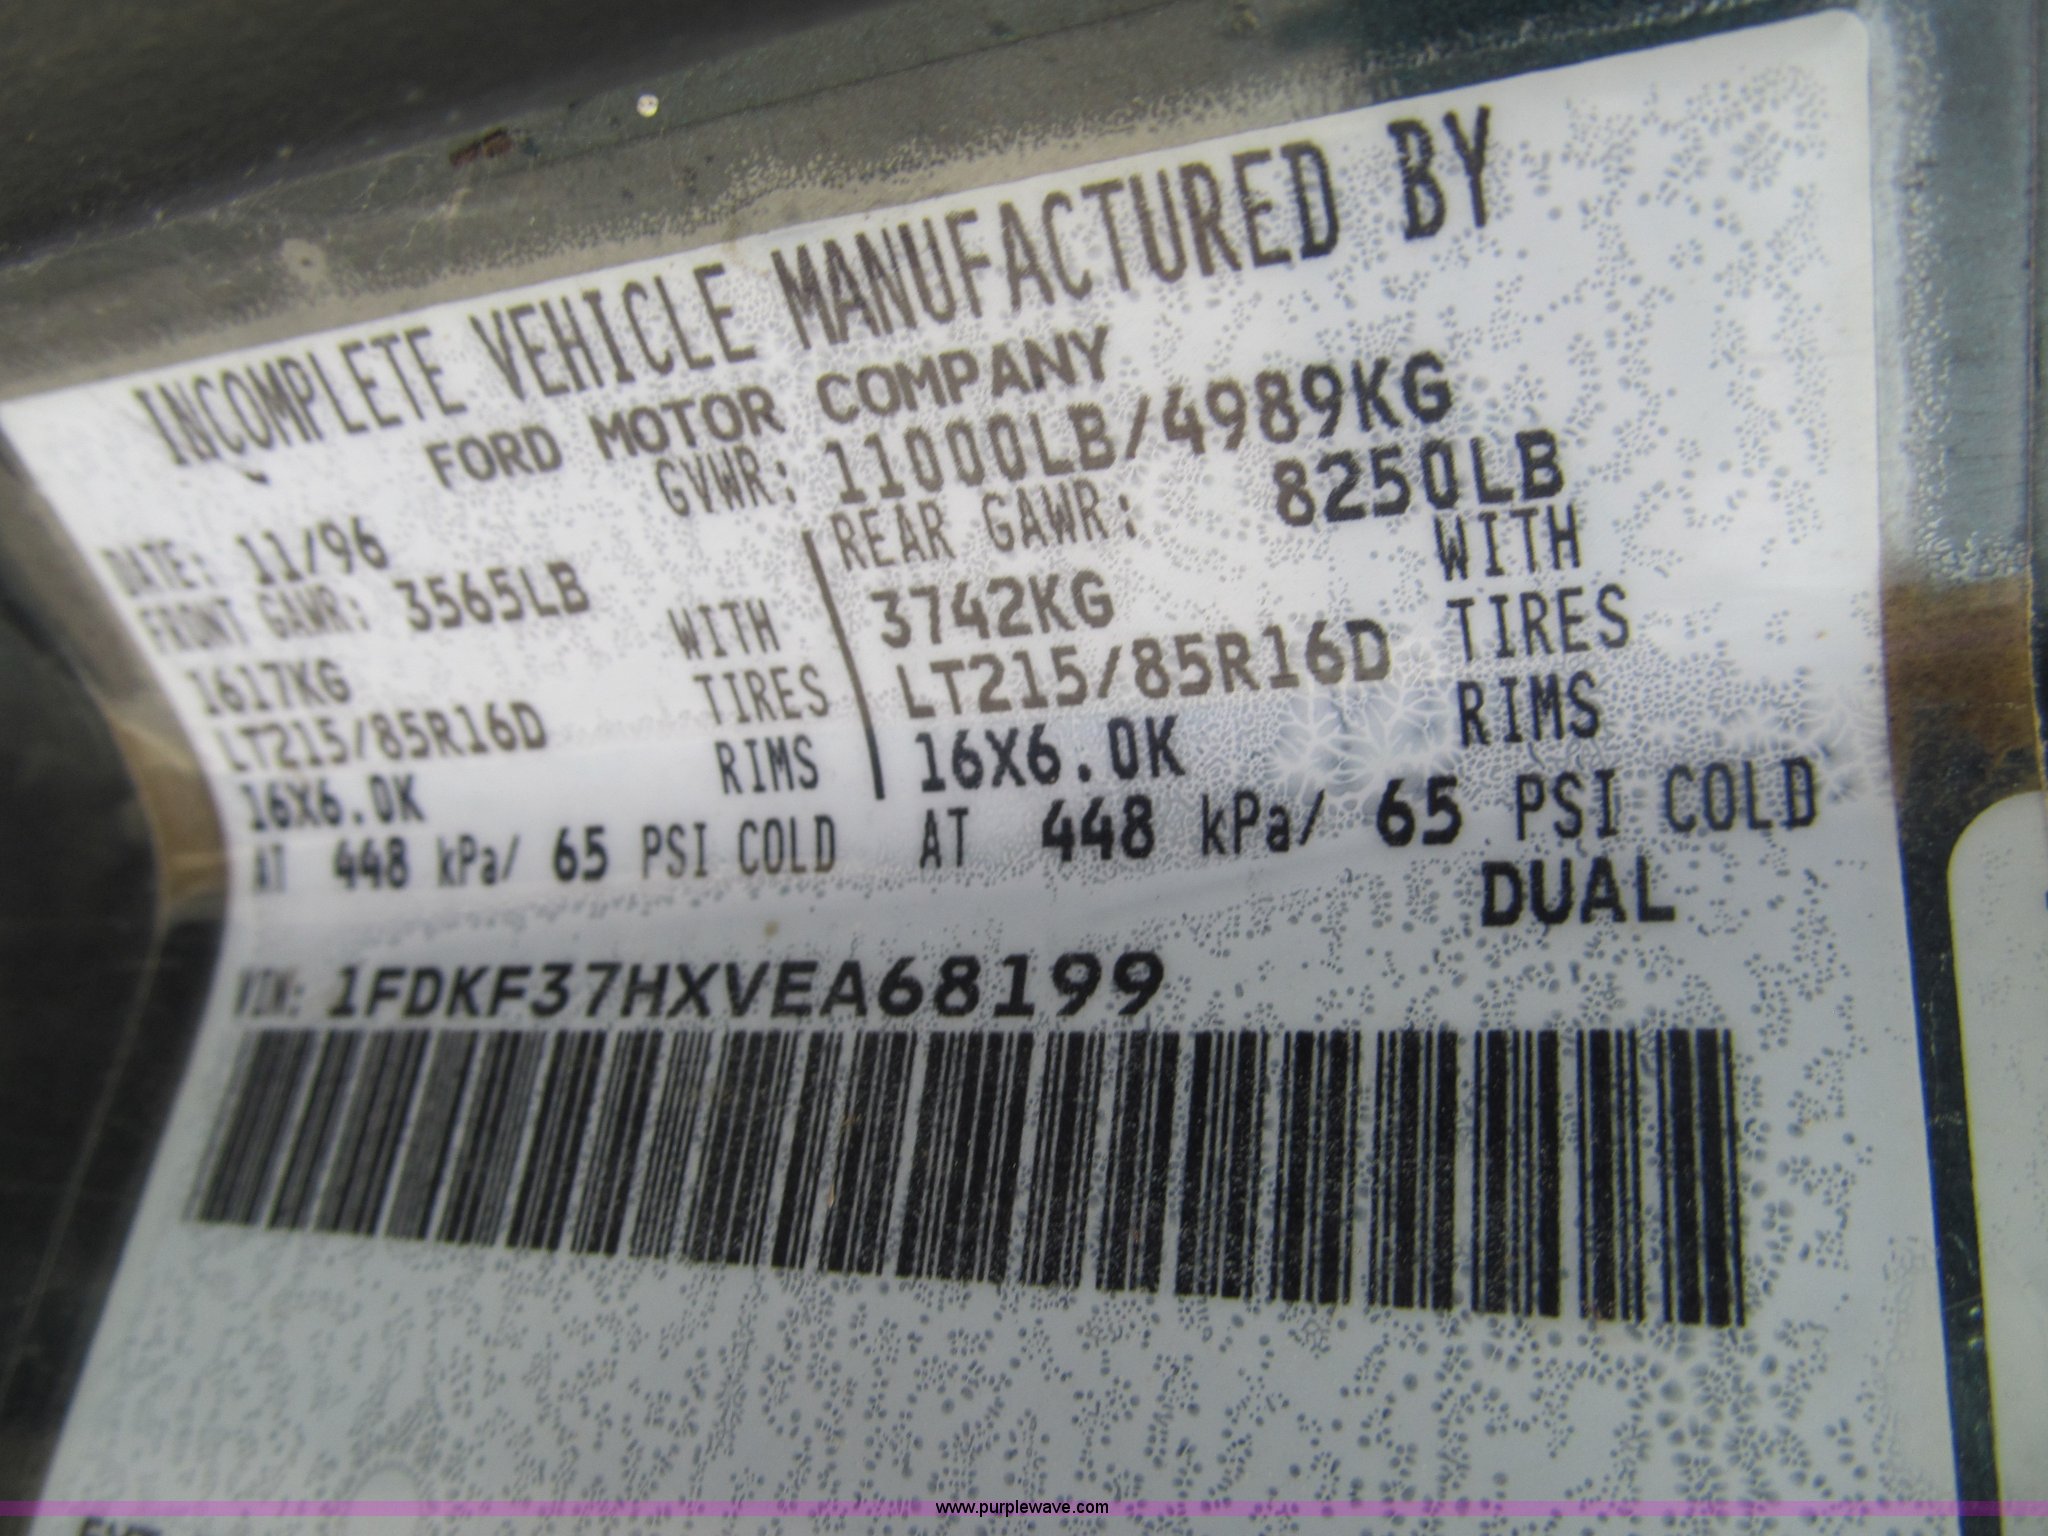 INCOMPLETE VEHICLE MANUFACTURED BY
FORD MOTOR COMPANY
GVWR: 11000LB/4989KG
DATE: 11/96
FRONT GAWR: 3565LB
1617KG WITH
LT215/85R16D TIRES
16X6.0K RIMS
AT 448 kPa/ 65 PSI COLD
REAR GAWR: 8250LB
3742KG WITH
LT215/85R16D TIRES
16X6.0K RIMS
AT 448 kPa/ 65 PSI COLD
DUAL
VIN: 1FDKF37HXVEA68199
www.purplewave.com